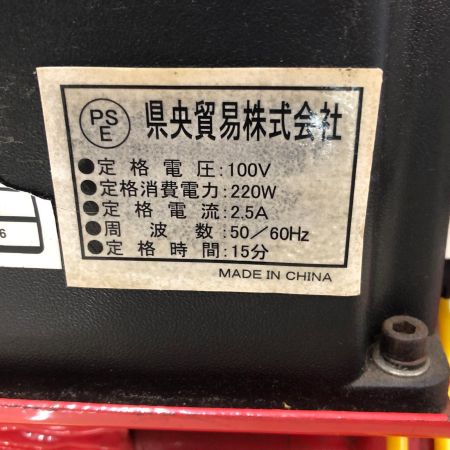 PS
E
県央貿易株式会社
●定格電圧:100V
●定格消費電力:220W
●定格電流:2.5A
●周波数:50/60Hz
●定格時間:15分
MADE IN CHINA
6